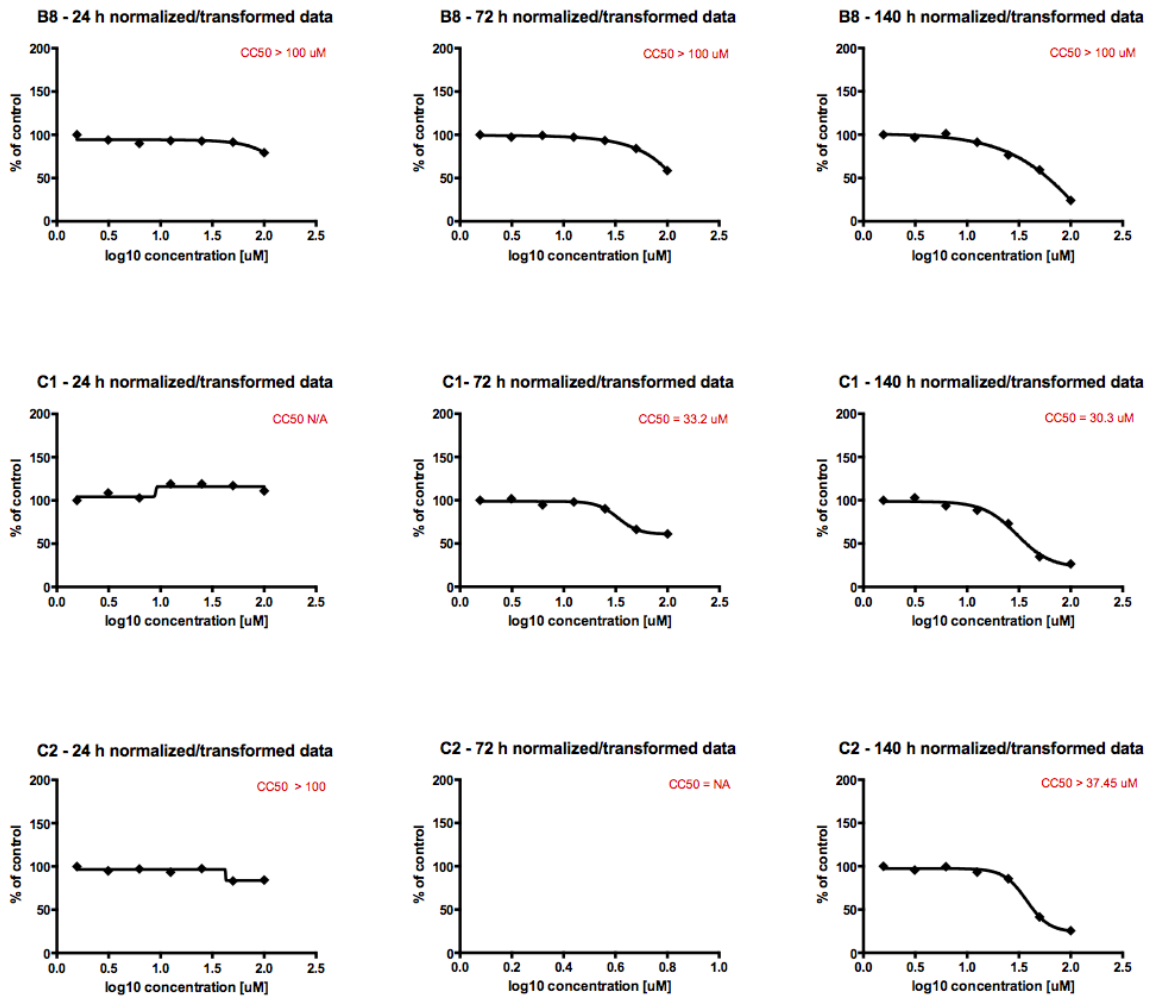 B8 - 24 h normalized/transformed data
CC50 > 100 uM
200
150
100
50
0
% of control
0.0 0.5 1.0 1.5 2.0 2.5
log10 concentration [uM]
B8 - 72 h normalized/transformed data
CC50 > 100 uM
200
150
100
50
0
% of control
0.0 0.5 1.0 1.5 2.0 2.5
log10 concentration [uM]
B8 - 140 h normalized/transformed data
CC50 > 100 uM
200
150
100
50
0
% of control
0.0 0.5 1.0 1.5 2.0 2.5
log10 concentration [uM]
C1 - 24 h normalized/transformed data
CC50 N/A
200
150
100
50
0
% of control
0.0 0.5 1.0 1.5 2.0 2.5
log10 concentration [uM]
C1- 72 h normalized/transformed data
CC50 = 33.2 uM
200
150
100
50
0
% of control
0.0 0.5 1.0 1.5 2.0 2.5
log10 concentration [uM]
C1 - 140 h normalized/transformed data
CC50 = 30.3 uM
200
150
100
50
0
% of control
0.0 0.5 1.0 1.5 2.0 2.5
log10 concentration [uM]
C2 - 24 h normalized/transformed data
CC50 > 100
200
150
100
50
0
% of control
0.0 0.5 1.0 1.5 2.0 2.5
log10 concentration [uM]
C2 - 72 h normalized/transformed data
CC50 = NA
200
150
100
50
0
% of control
0.0 0.2 0.4 0.6 0.8 1.0
log10 concentration [uM]
C2 - 140 h normalized/transformed data
CC50 > 37.45 uM
200
150
100
50
0
% of control
0.0 0.5 1.0 1.5 2.0 2.5
log10 concentration [uM]